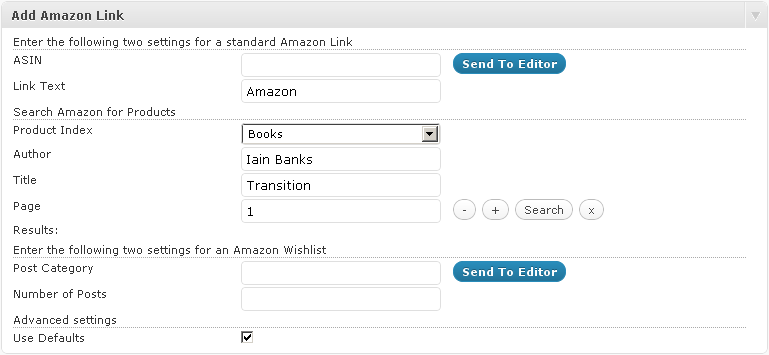 Add Amazon Link
Enter the following two settings for a standard Amazon Link
ASIN Send To Editor
Link Text Amazon
Search Amazon for Products
Product Index Books
Author Iain Banks
Title Transition
Page 1 - + Search x
Results:
Enter the following two settings for an Amazon Wishlist
Post Category Send To Editor
Number of Posts
Advanced settings
Use Defaults